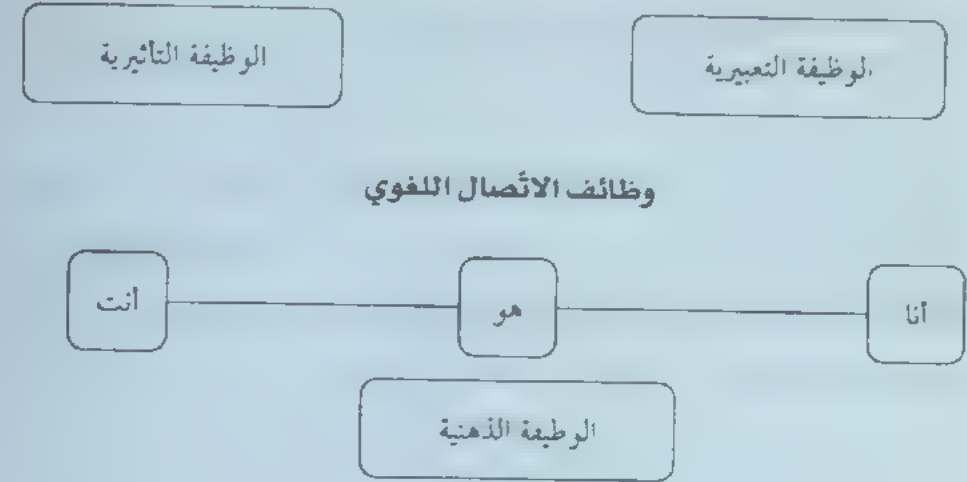 الوظيفة التعبيرية
الوظيفة التأثيرية
وظائف الاتّصال اللغوي
أنا
هو
أنت
الوظيفة الذهنية